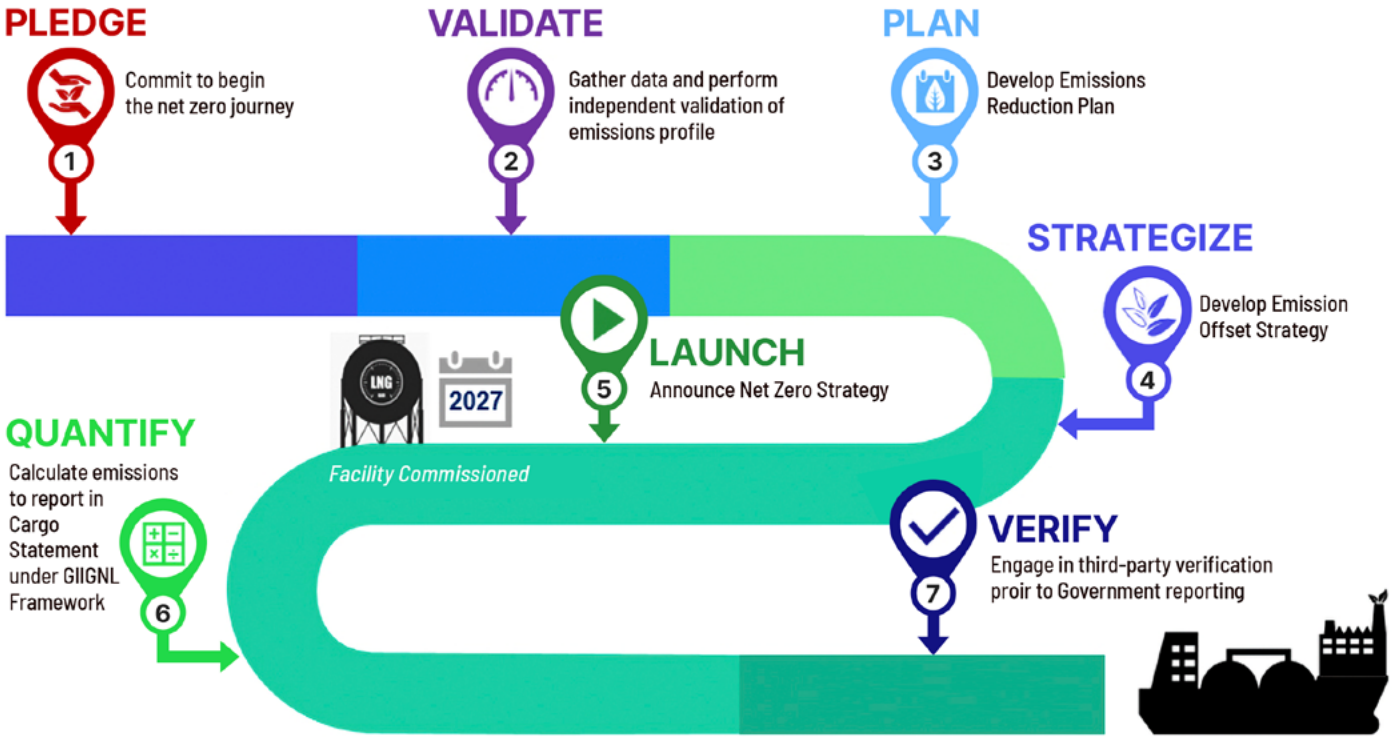 PLEDGE
1
Commit to begin
the net zero journey
VALIDATE
2
Gather data and perform
independent validation of
emissions profile
PLAN
3
Develop Emissions
Reduction Plan
STRATEGIZE
4
Develop Emission
Offset Strategy
LAUNCH
5
Announce Net Zero Strategy
LNG
2027
Facility Commissioned
QUANTIFY
Calculate emissions
to report in
Cargo
Statement
under GIIGNL
Framework
6
VERIFY
7
Engage in third-party verification
proir to Government reporting